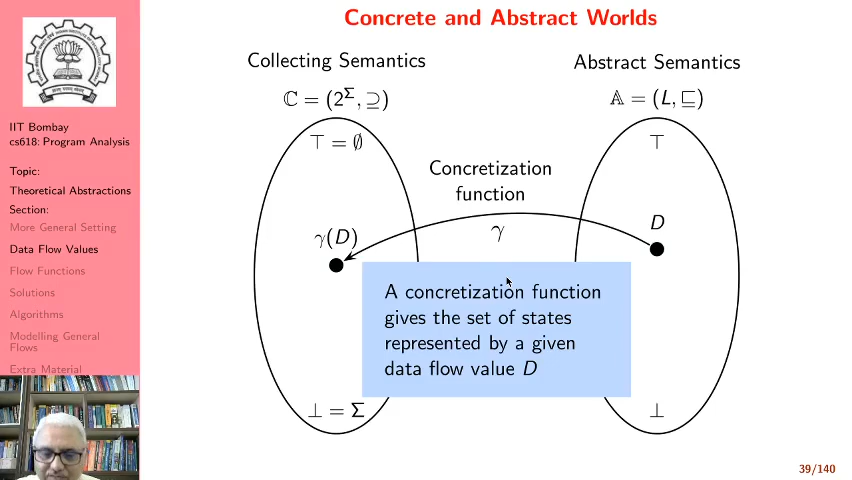 Concrete and Abstract Worlds
Collecting Semantics
Abstract Semantics
ℂ = (2^Σ, ⊇)
𝔸 = (L, ⊑)
⊤ = ∅
⊤
Concretization
function
γ
γ(D)
D
A concretization function
gives the set of states
represented by a given
data flow value D
⊥ = Σ
⊥
IIT Bombay
cs618: Program Analysis
Topic:
Theoretical Abstractions
Section:
More General Setting
Data Flow Values
Flow Functions
Solutions
Algorithms
Modelling General
Flows
Extra Material
39/140